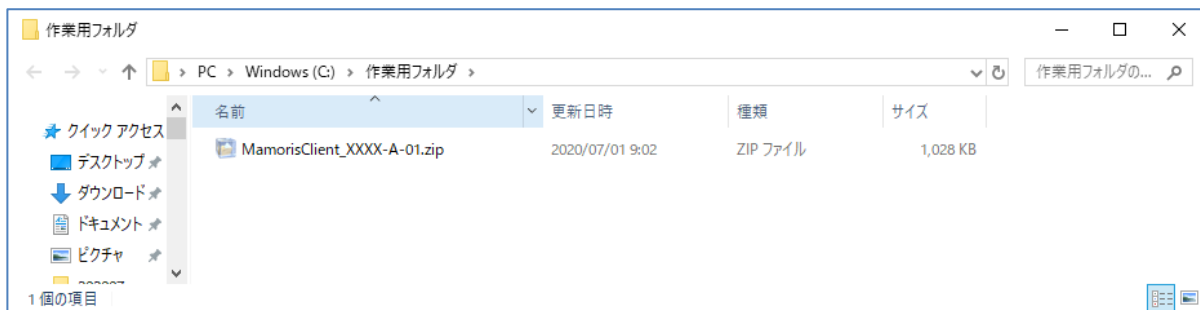 作業用フォルダ
PC > Windows (C:) > 作業用フォルダ >
作業用フォルダの...
名前 更新日時 種類 サイズ
クイック アクセス
MamorisClient_XXXX-A-01.zip 2020/07/01 9:02 ZIP ファイル 1,028 KB
デスクトップ
ダウンロード
ドキュメント
ピクチャ
1 個の項目